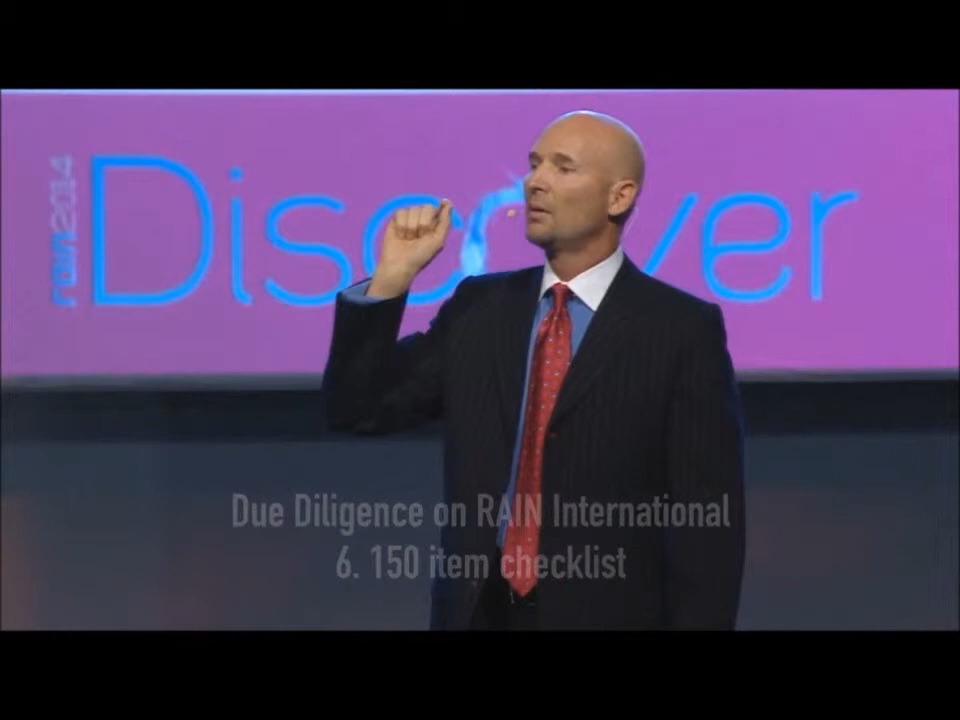 rain2014
Discover
Due Diligence on RAIN International
6. 150 item checklist